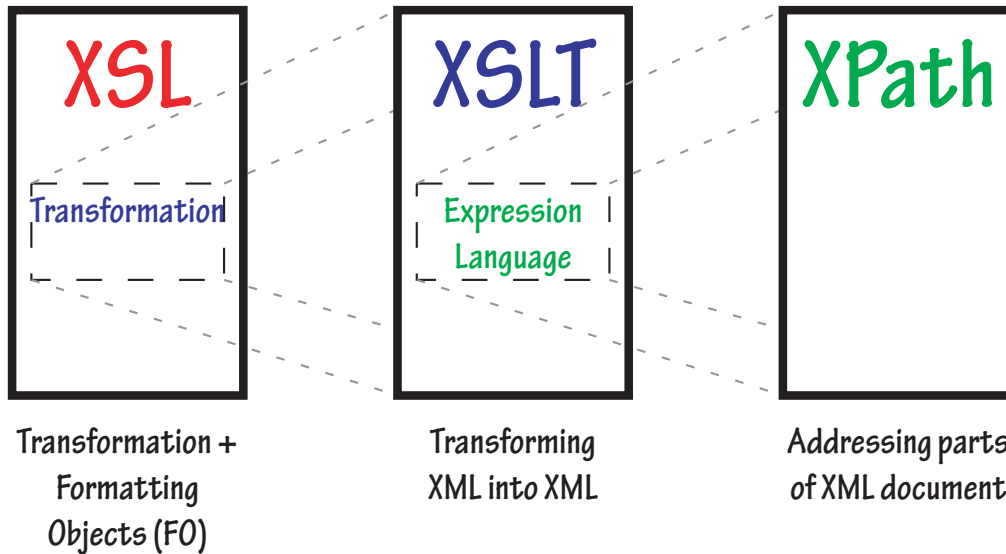 XSL
Transformation
Transformation +
Formatting
Objects (FO)
XSLT
Expression
Language
Transforming
XML into XML
XPath
Addressing parts
of XML document